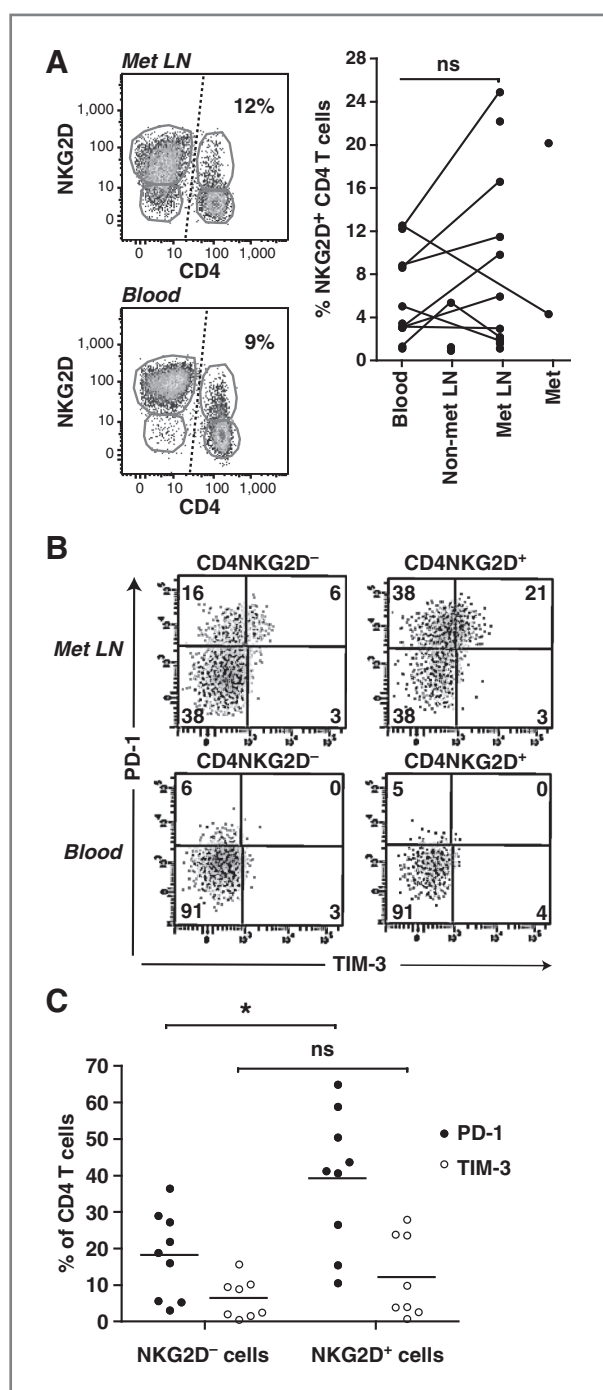 A
Met LN
12%
NKG2D
1,000
100
10
0
0 10 100 1,000
CD4
Blood
9%
NKG2D
1,000
100
10
0
0 10 100 1,000
CD4
ns
% NKG2D+ CD4 T cells
28
24
20
16
12
8
4
0
Blood
Non-met LN
Met LN
Met
B
CD4NKG2D−
CD4NKG2D+
Met LN
16 6
38 3
38 21
38 3
CD4NKG2D−
CD4NKG2D+
Blood
6 0
91 3
5 0
91 4
PD-1
TIM-3
C
*
ns
% of CD4 T cells
70
60
50
40
30
20
10
0
PD-1
TIM-3
NKG2D− cells
NKG2D+ cells